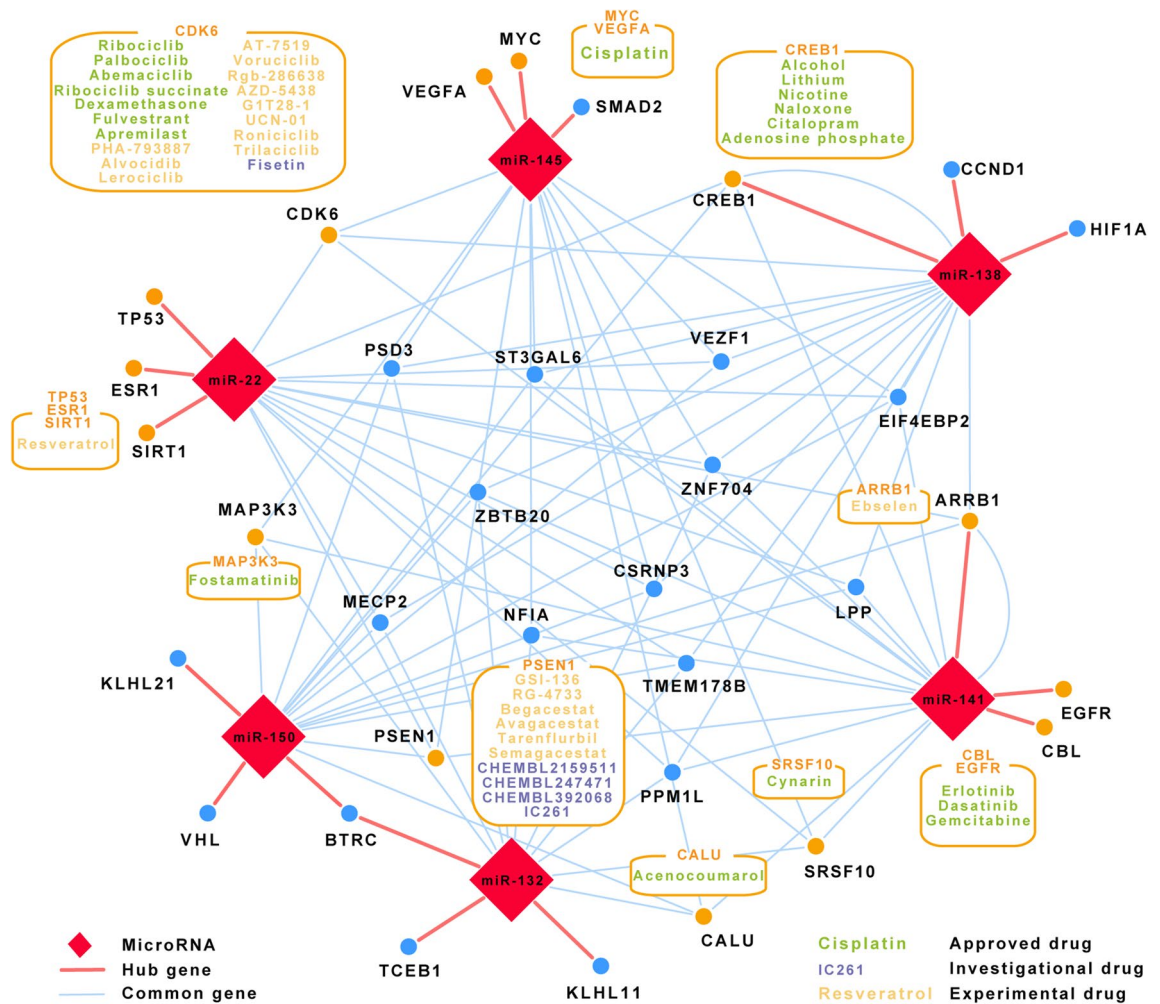 CDK6
Ribociclib
Palbociclib
Abemaciclib
Ribociclib succinate
Dexamethasone
Fulvestrant
Apremilast
PHA-793887
Alvocidib
Lerociclib
AT-7519
Voruciclib
Rgb-286638
AZD-5438
G1T28-1
UCN-01
Roniciclib
Trilaciclib
Fisetin
MYC
VEGFA
SMAD2
miR-145
MYC
VEGFA
Cisplatin
CREB1
Alcohol
Lithium
Nicotine
Naloxone
Citalopram
Adenosine phosphate
CREB1
CCND1
HIF1A
miR-138
CDK6
TP53
ESR1
SIRT1
miR-22
TP53
ESR1
SIRT1
Resveratrol
PSD3
ST3GAL6
VEZF1
EIF4EBP2
ZNF704
ZBTB20
ARRB1
Ebselen
ARRB1
MAP3K3
MAP3K3
Fostamatinib
MECP2
NFIA
CSRNP3
LPP
TMEM178B
KLHL21
miR-150
VHL
BTRC
PSEN1
PSEN1
GSI-136
RG-4733
Begacestat
Avagacestat
Tarenflurbil
Semagacestat
CHEMBL2159511
CHEMBL247471
CHEMBL392068
IC261
PPM1L
miR-141
EGFR
CBL
CBL
EGFR
Erlotinib
Dasatinib
Gemcitabine
SRSF10
Cynarin
SRSF10
CALU
Acenocoumarol
CALU
miR-132
TCEB1
KLHL11
MicroRNA
Hub gene
Common gene
Cisplatin Approved drug
IC261 Investigational drug
Resveratrol Experimental drug